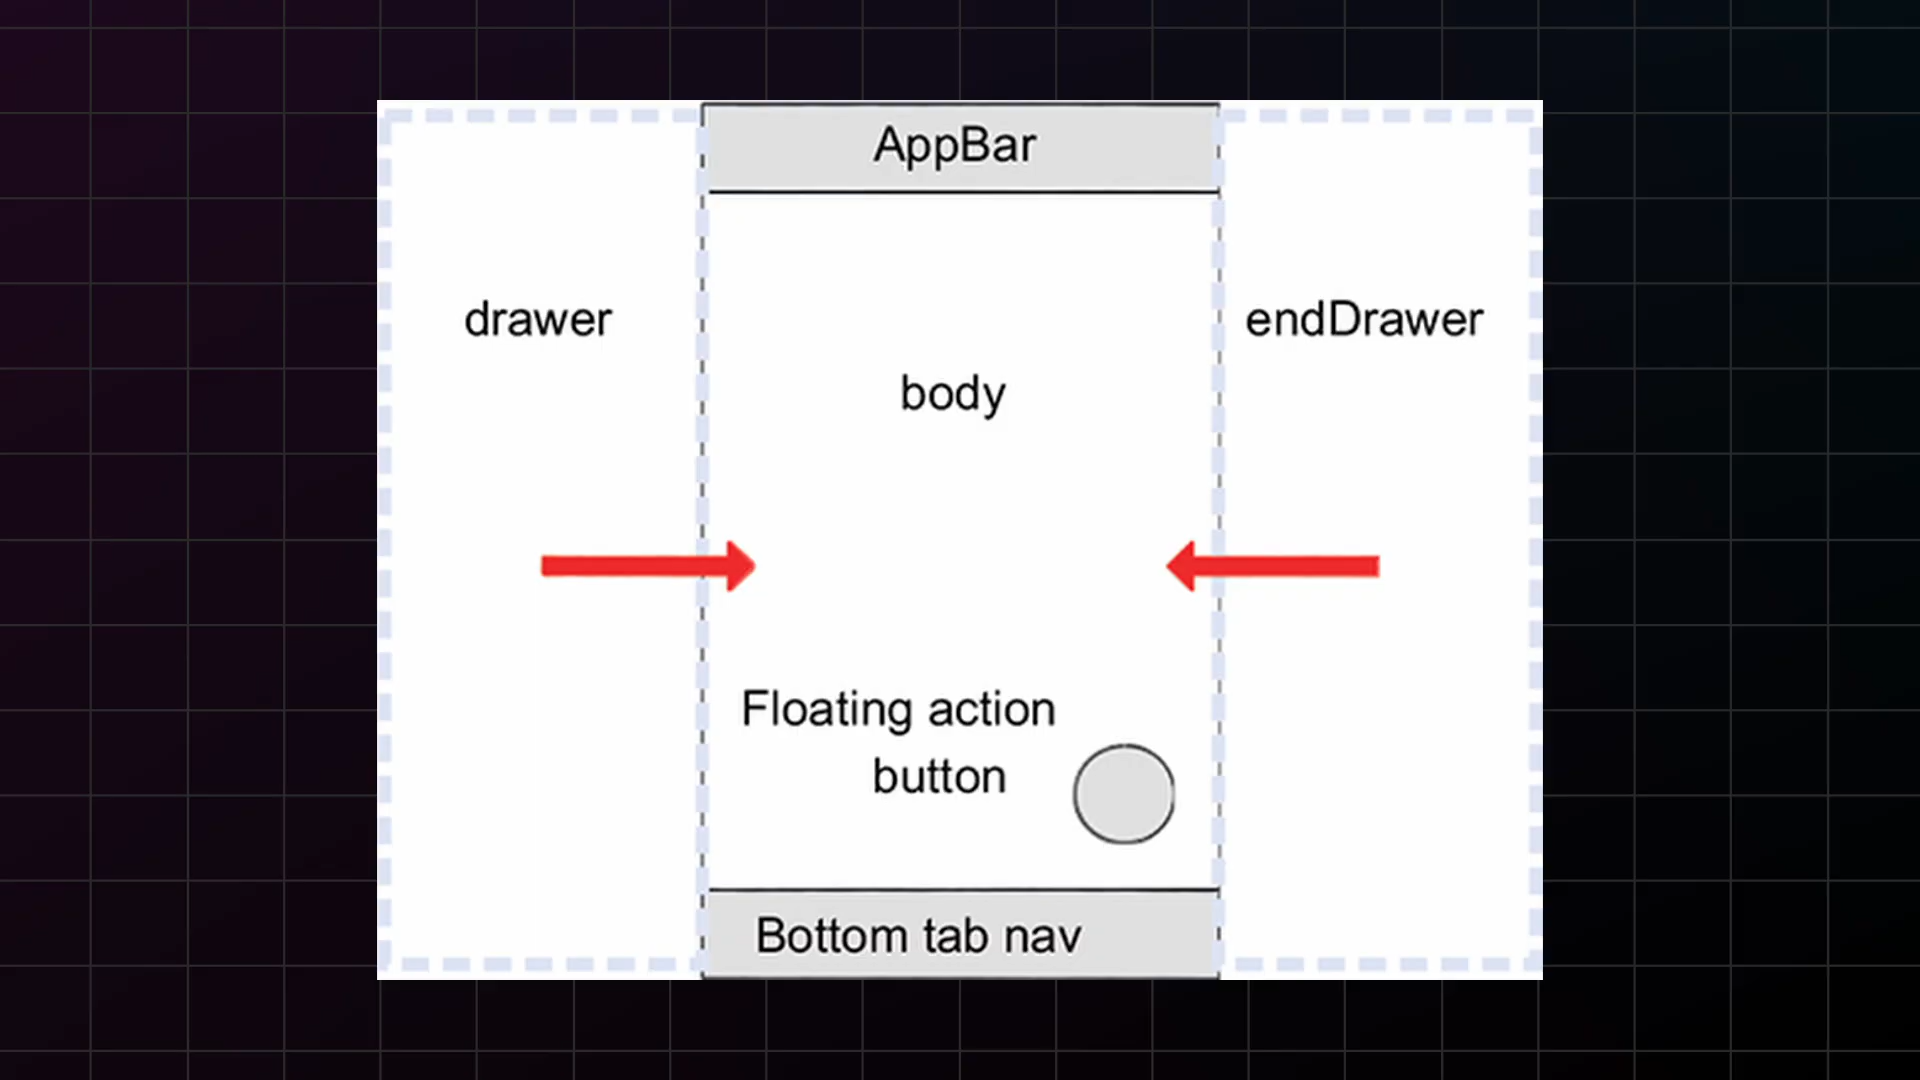 AppBar
drawer
endDrawer
body
Floating action
button
Bottom tab nav